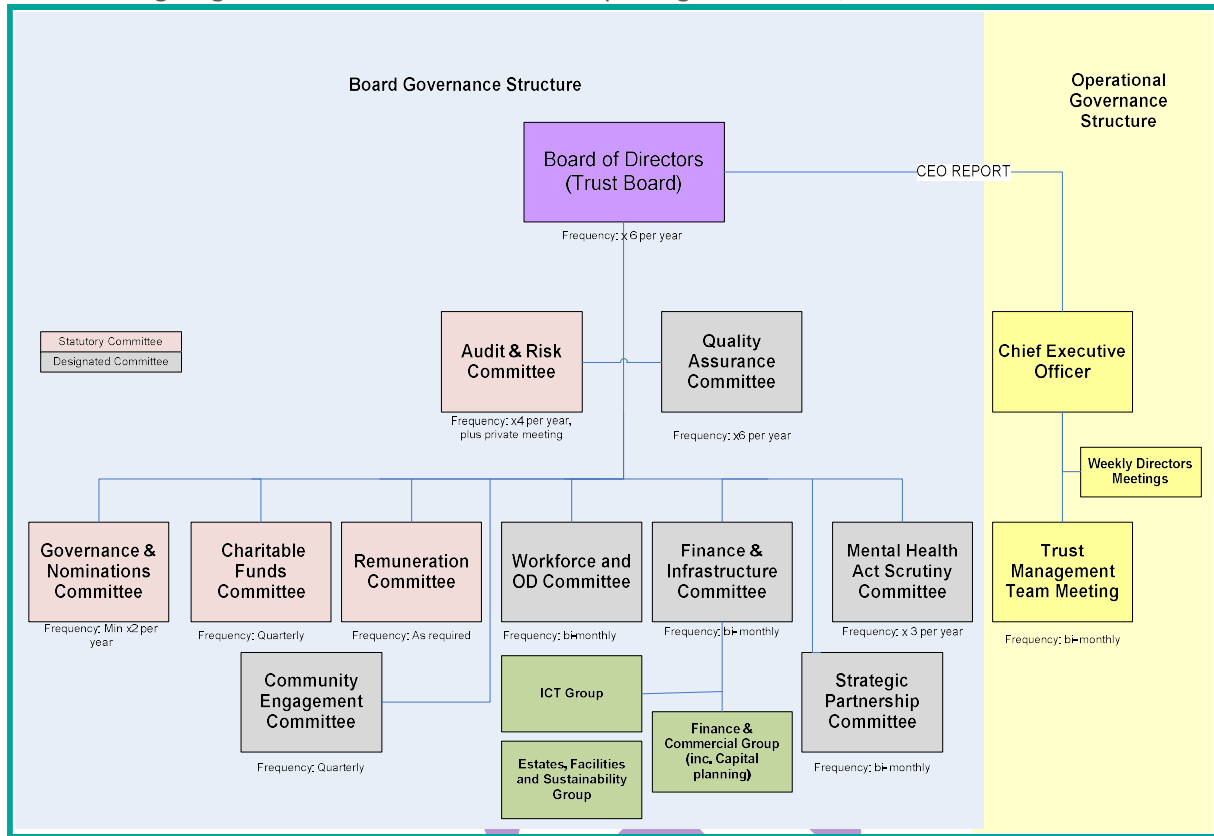 Board Governance Structure
Operational
Governance
Structure
Board of Directors
(Trust Board)
CEO REPORT
Frequency: x 6 per year
Statutory Committee
Designated Committee
Audit & Risk
Committee
Frequency: x4 per year,
plus private meeting
Quality
Assurance
Committee
Frequency: x6 per year
Chief Executive
Officer
Weekly Directors
Meetings
Governance &
Nominations
Committee
Frequency: Min x2 per
year
Charitable
Funds
Committee
Frequency: Quarterly
Remuneration
Committee
Frequency: As required
Workforce and
OD Committee
Frequency: bi-monthly
Finance &
Infrastructure
Committee
Frequency: bi-monthly
Mental Health
Act Scrutiny
Committee
Frequency: x 3 per year
Trust
Management
Team Meeting
Frequency: bi-monthly
Community
Engagement
Committee
Frequency: Quarterly
ICT Group
Estates, Facilities
and Sustainability
Group
Finance &
Commercial Group
(inc. Capital
planning)
Strategic
Partnership
Committee
Frequency: bi-monthly